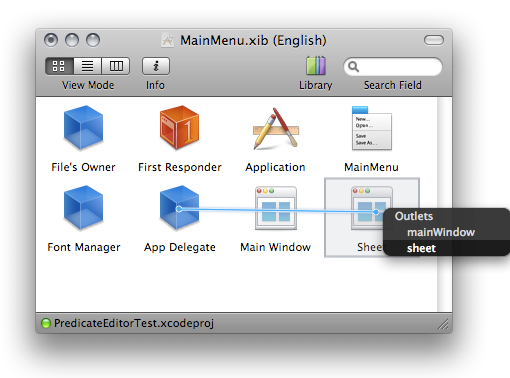 MainMenu.xib (English)
View Mode
Info
Library
Search Field
File's Owner
First Responder
Application
New...
Open...
Save
Save As...
MainMenu
Font Manager
App Delegate
Main Window
Shee
Outlets
mainWindow
sheet
PredicateEditorTest.xcodeproj